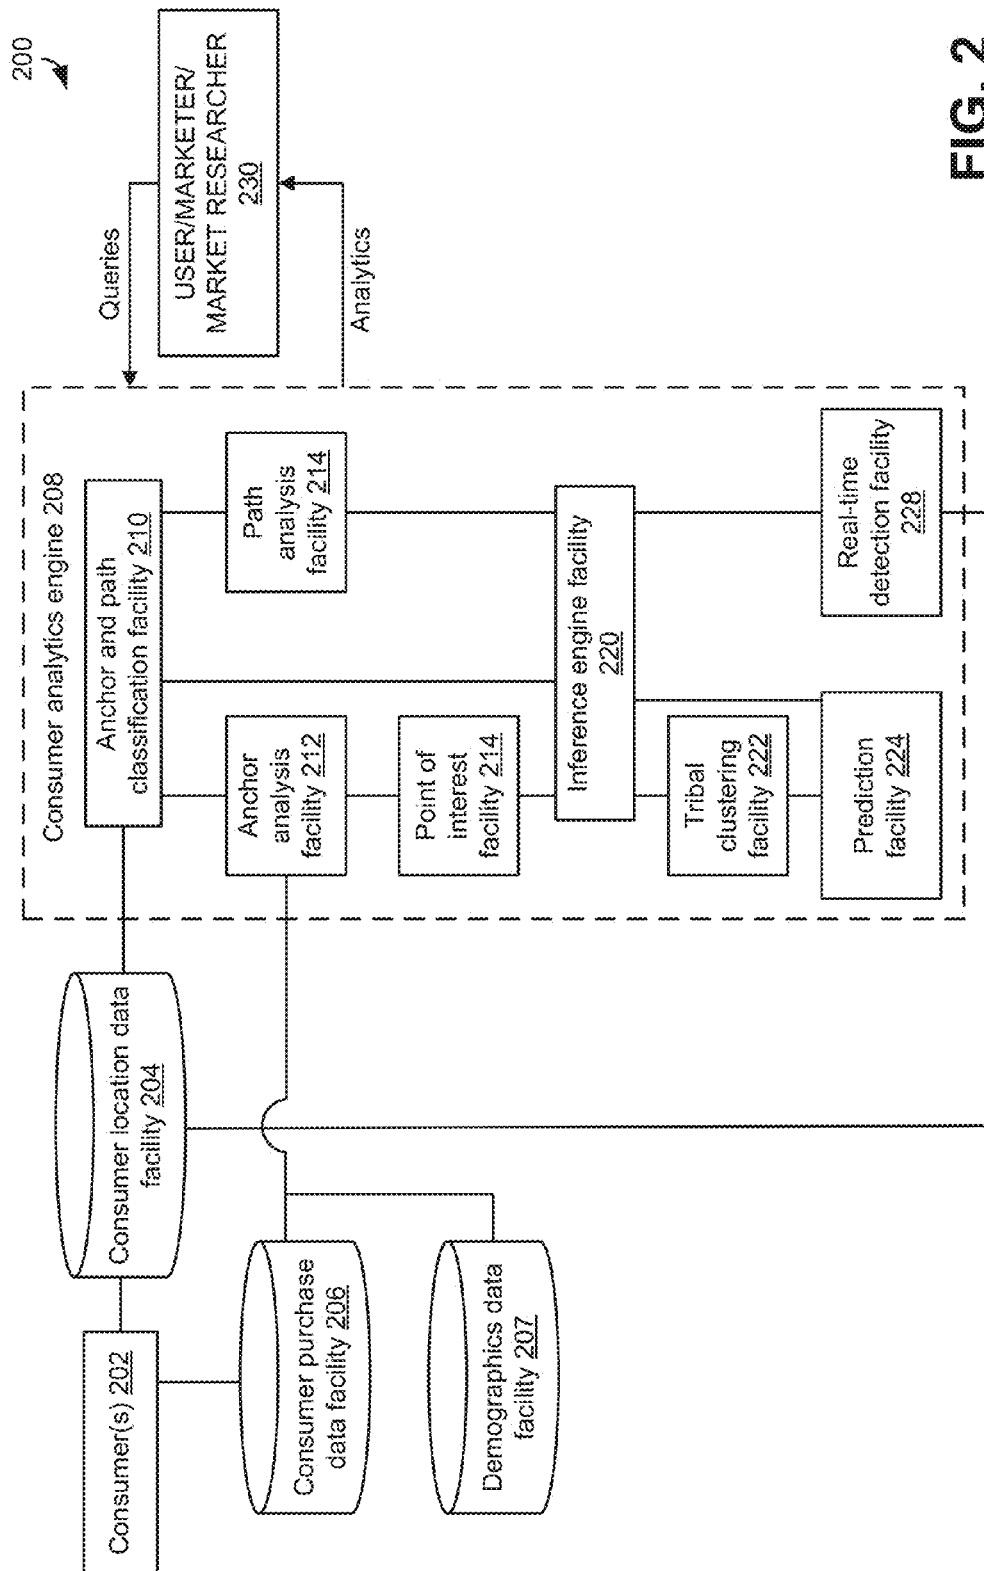 200
Consumer(s) 202
Consumer location data
facility 204
Consumer purchase
data facility 206
Demographics data
facility 207
Consumer analytics engine 208
Anchor and path
classification facility 210
Anchor
analysis
facility 212
Path
analysis
facility 214
Point of
interest
facility 214
Inference engine facility
220
Tribal
clustering
facility 222
Prediction
facility 224
Real-time
detection facility
228
Queries
USER/MARKETER/
MARKET RESEARCHER
230
Analytics
FIG. 2